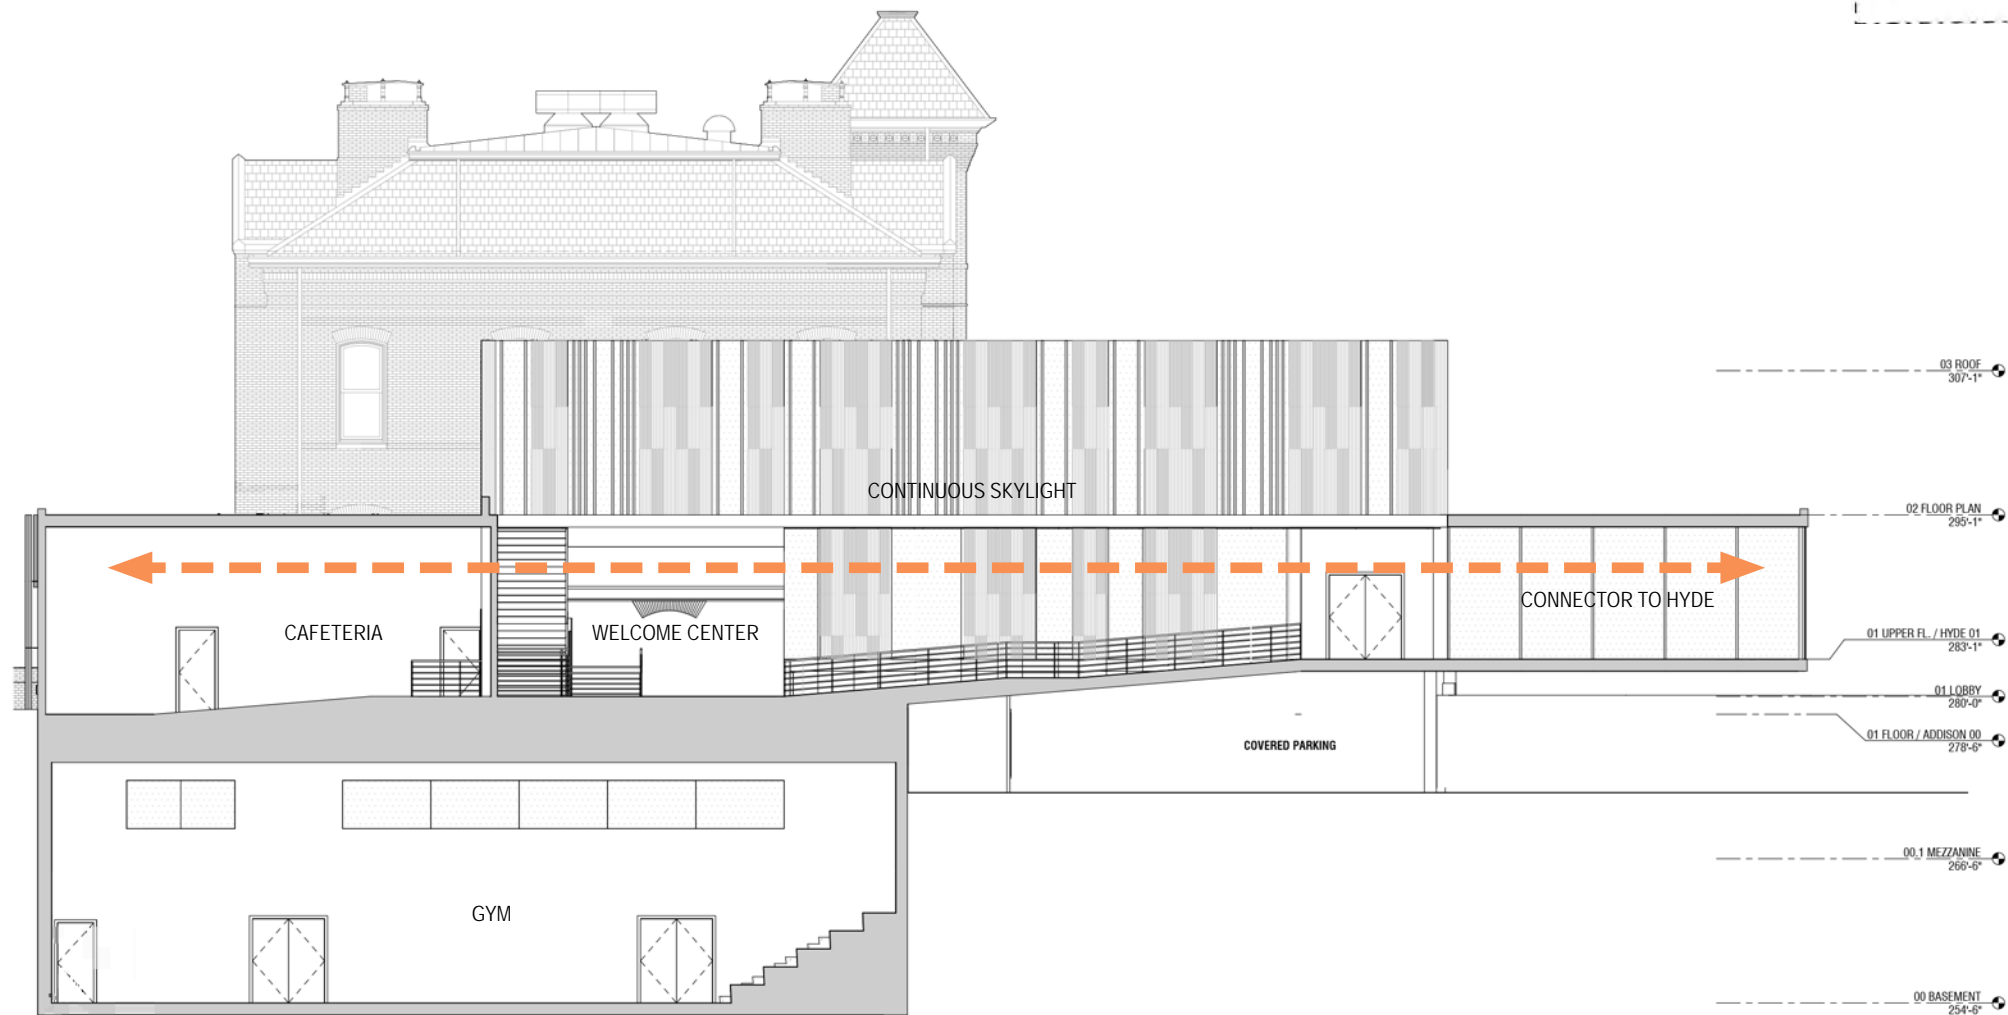 03 ROOF
307'-1"
CONTINUOUS SKYLIGHT
02 FLOOR PLAN
295'-1"
CONNECTOR TO HYDE
CAFETERIA
WELCOME CENTER
01 UPPER FL. / HYDE 01
283'-1"
01 LOBBY
280'-0"
COVERED PARKING
01 FLOOR / ADDISON 00
278'-6"
00.1 MEZZANINE
266'-6"
GYM
00 BASEMENT
254'-6"